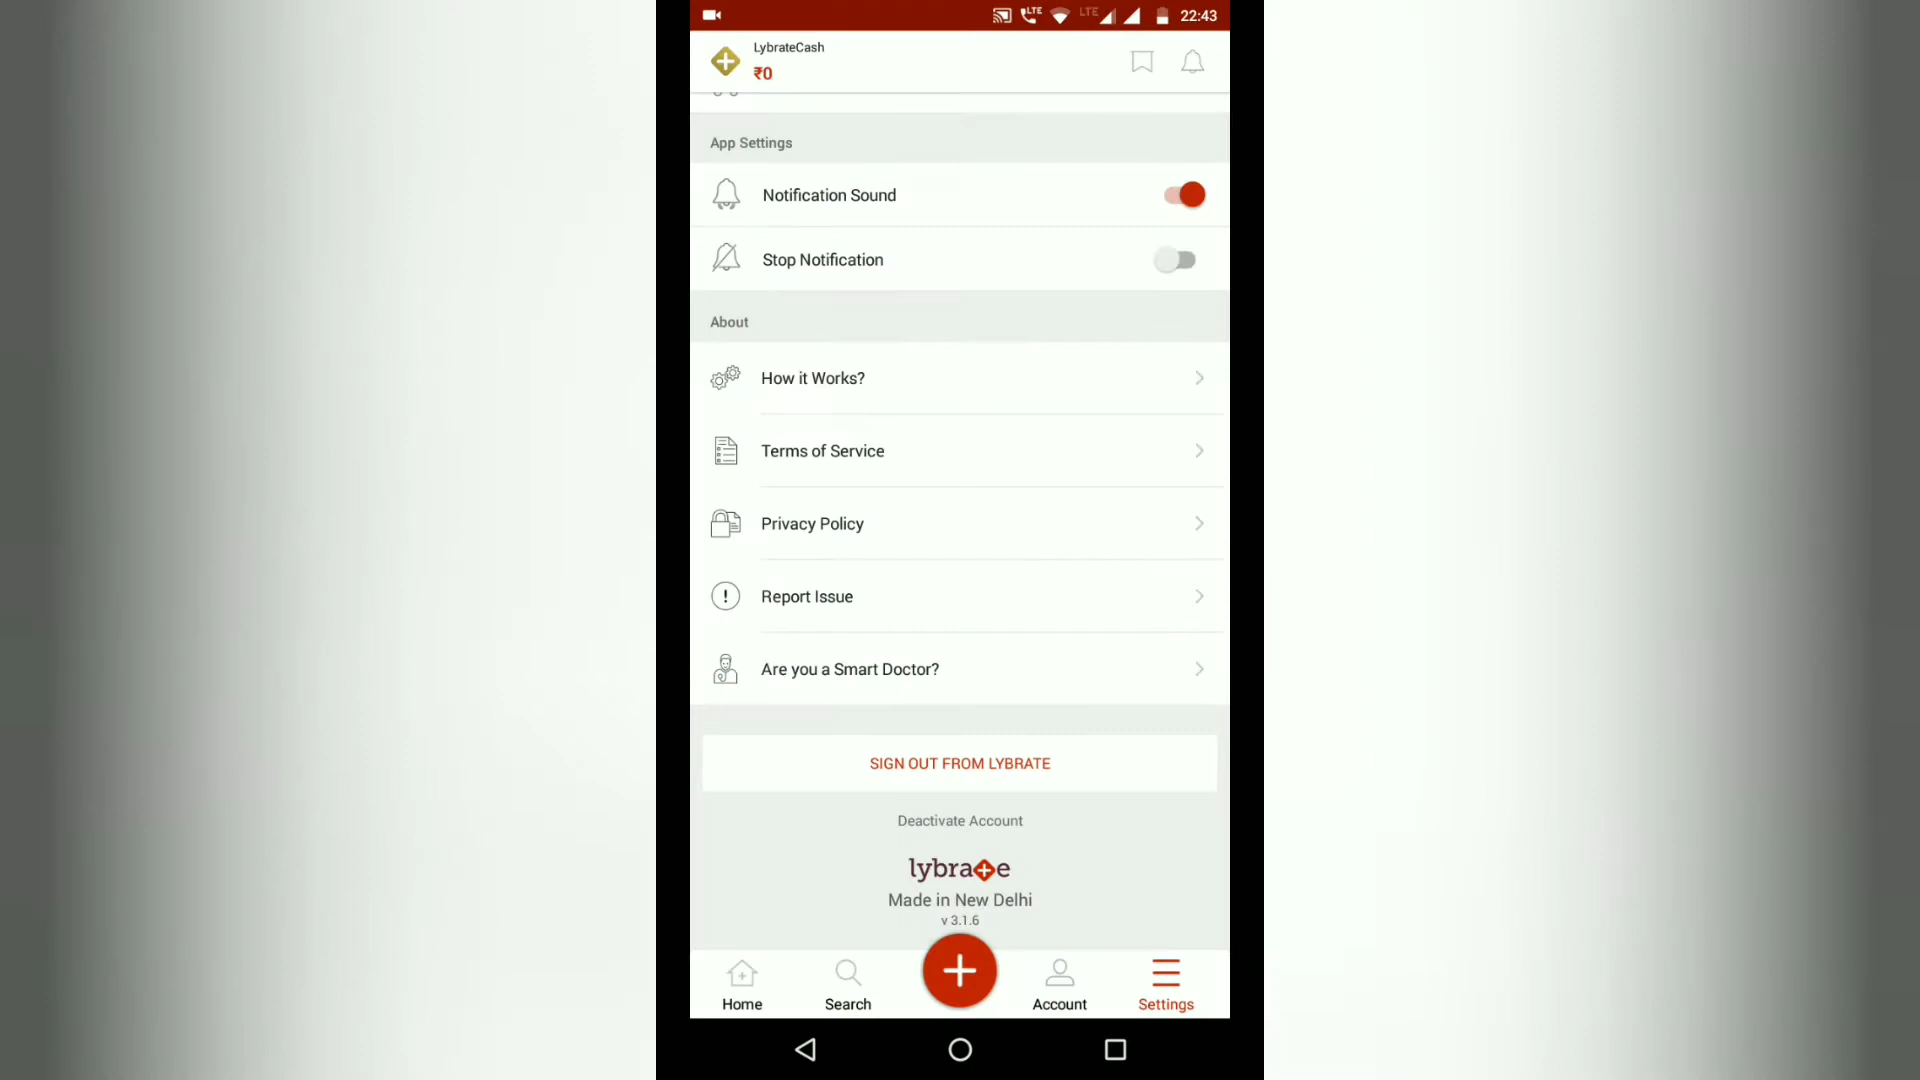 LTE LTE 22:43
LybrateCash
₹0
App Settings
Notification Sound
Stop Notification
About
How it Works?
Terms of Service
Privacy Policy
Report Issue
Are you a Smart Doctor?
SIGN OUT FROM LYBRATE
Deactivate Account
lybrate
Made in New Delhi
v 3.1.6
Home Search Account Settings